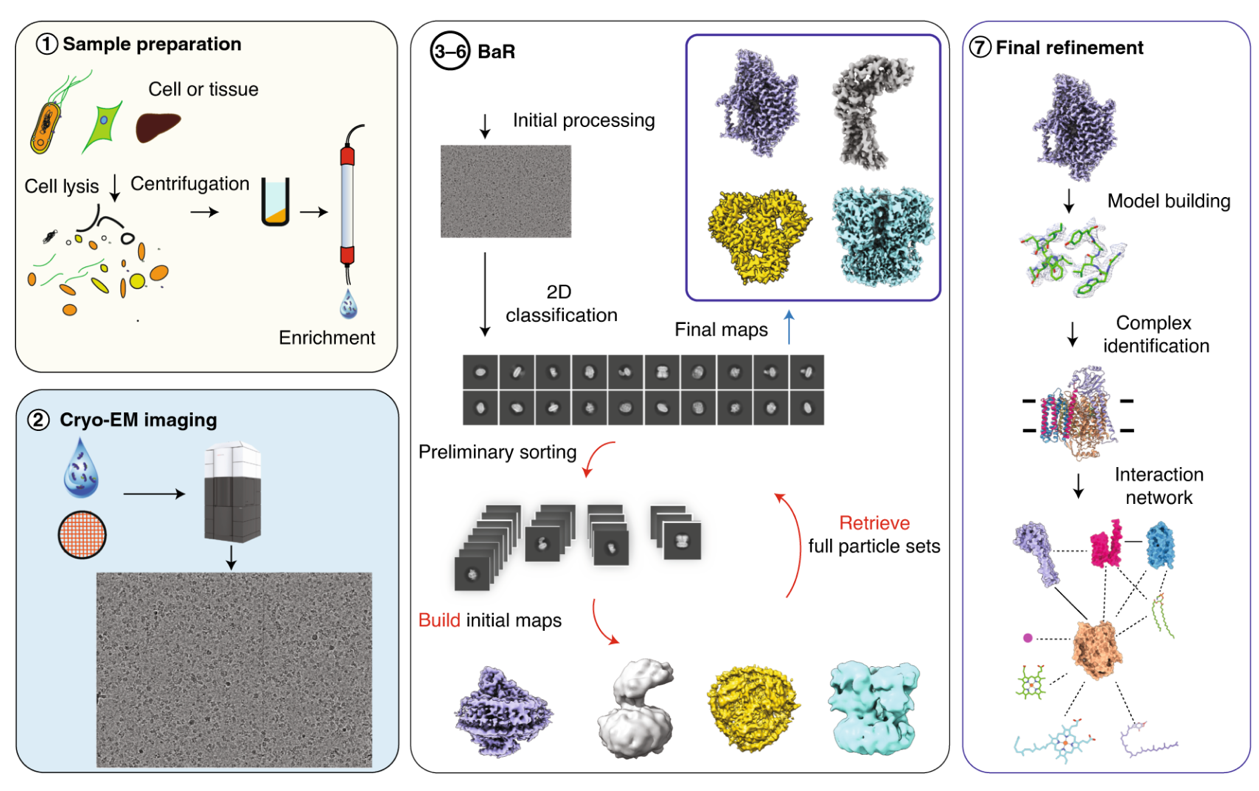 1 Sample preparation
Cell or tissue
Cell lysis
Centrifugation
Enrichment
2 Cryo-EM imaging
3–6 BaR
Initial processing
2D
classification
Final maps
Preliminary sorting
Retrieve
full particle sets
Build initial maps
7 Final refinement
Model building
Complex
identification
Interaction
network